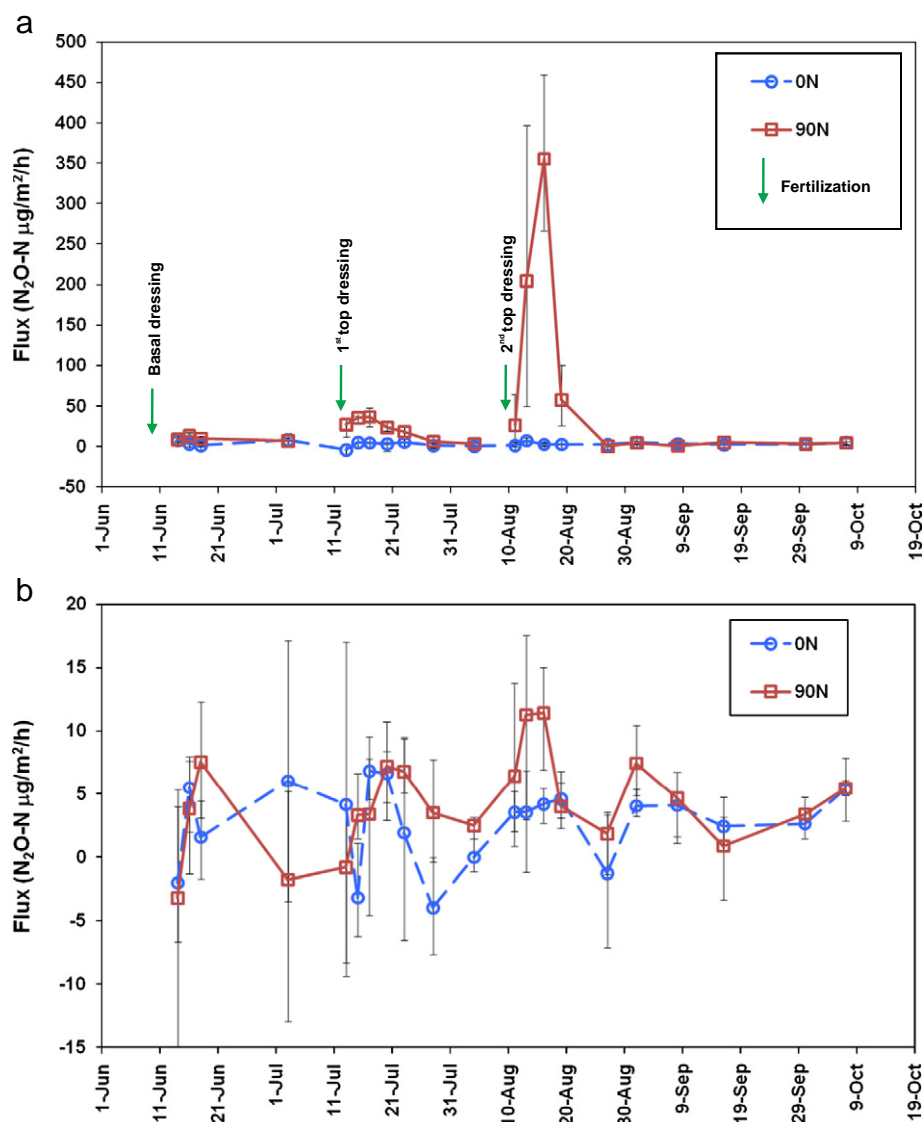 a
500
450
400
350
300
250
200
150
100
50
0
-50
Flux (N₂O-N µg/m²/h)
Basal dressing
1st top dressing
2nd top dressing
0N
90N
Fertilization
1-Jun
11-Jun
21-Jun
1-Jul
11-Jul
21-Jul
31-Jul
10-Aug
20-Aug
30-Aug
9-Sep
19-Sep
29-Sep
9-Oct
19-Oct
b
20
15
10
5
0
-5
-10
-15
Flux (N₂O-N µg/m²/h)
0N
90N
1-Jun
11-Jun
21-Jun
1-Jul
11-Jul
21-Jul
31-Jul
10-Aug
20-Aug
30-Aug
9-Sep
19-Sep
29-Sep
9-Oct
19-Oct